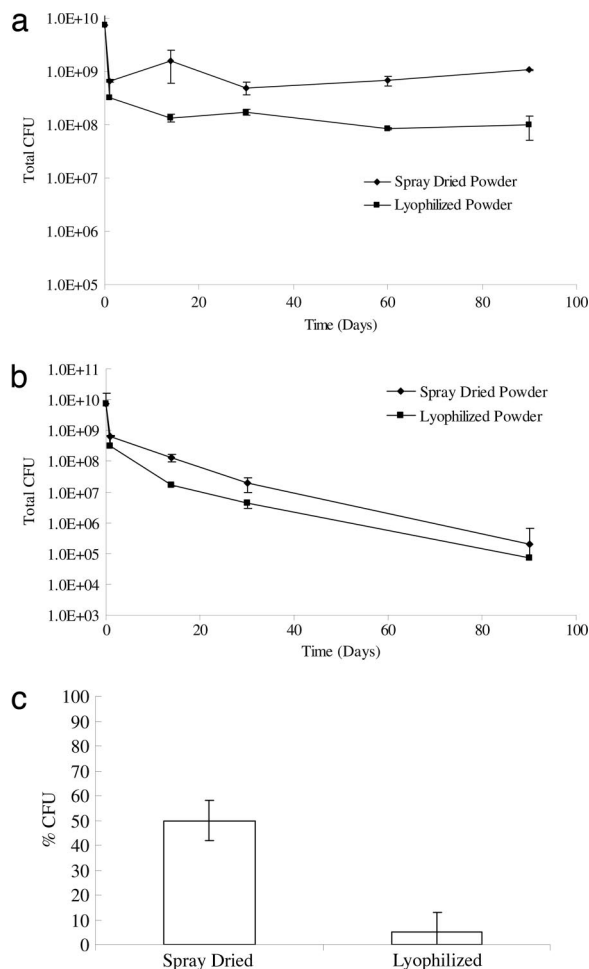 a
1.0E+10
1.0E+09
1.0E+08
1.0E+07
1.0E+06
1.0E+05
Total CFU
Spray Dried Powder
Lyophilized Powder
0 20 40 60 80 100
Time (Days)
b
1.0E+11
1.0E+10
1.0E+09
1.0E+08
1.0E+07
1.0E+06
1.0E+05
1.0E+04
1.0E+03
Total CFU
Spray Dried Powder
Lyophilized Powder
0 20 40 60 80 100
Time (Days)
c
100
90
80
70
60
50
40
30
20
10
0
% CFU
Spray Dried Lyophilized